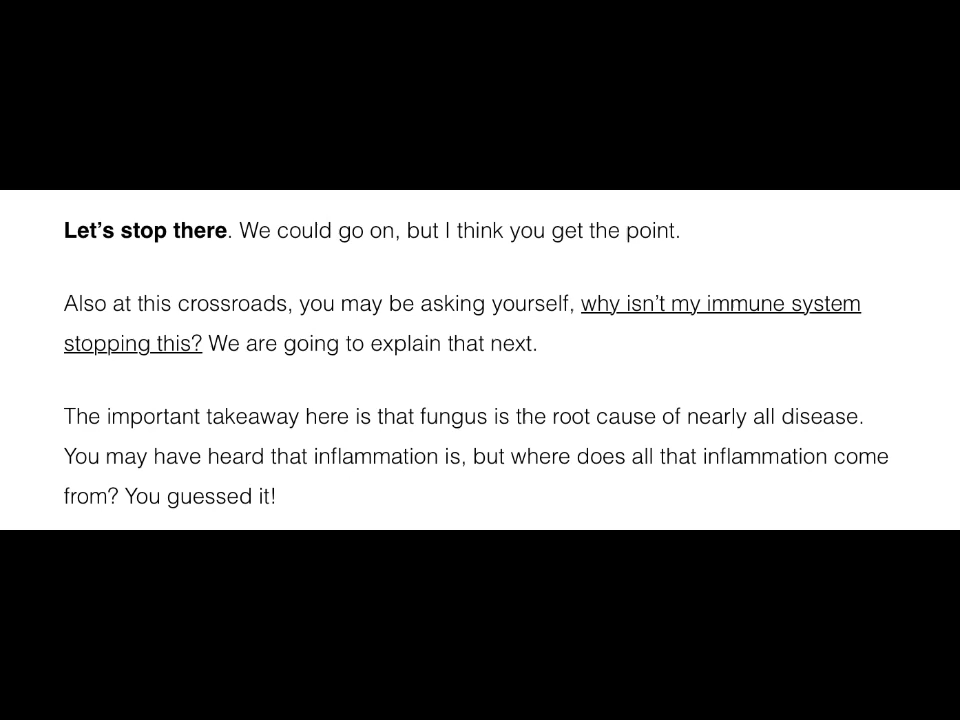 Let’s stop there. We could go on, but I think you get the point.
Also at this crossroads, you may be asking yourself, why isn’t my immune system
stopping this? We are going to explain that next.
The important takeaway here is that fungus is the root cause of nearly all disease.
You may have heard that inflammation is, but where does all that inflammation come
from? You guessed it!